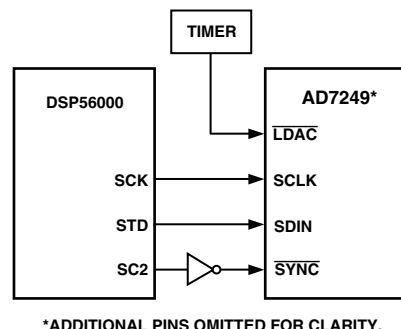 TIMER
DSP56000
AD7249*
LDAC
SCK
SCLK
STD
SDIN
SC2
SYNC
*ADDITIONAL PINS OMITTED FOR CLARITY.